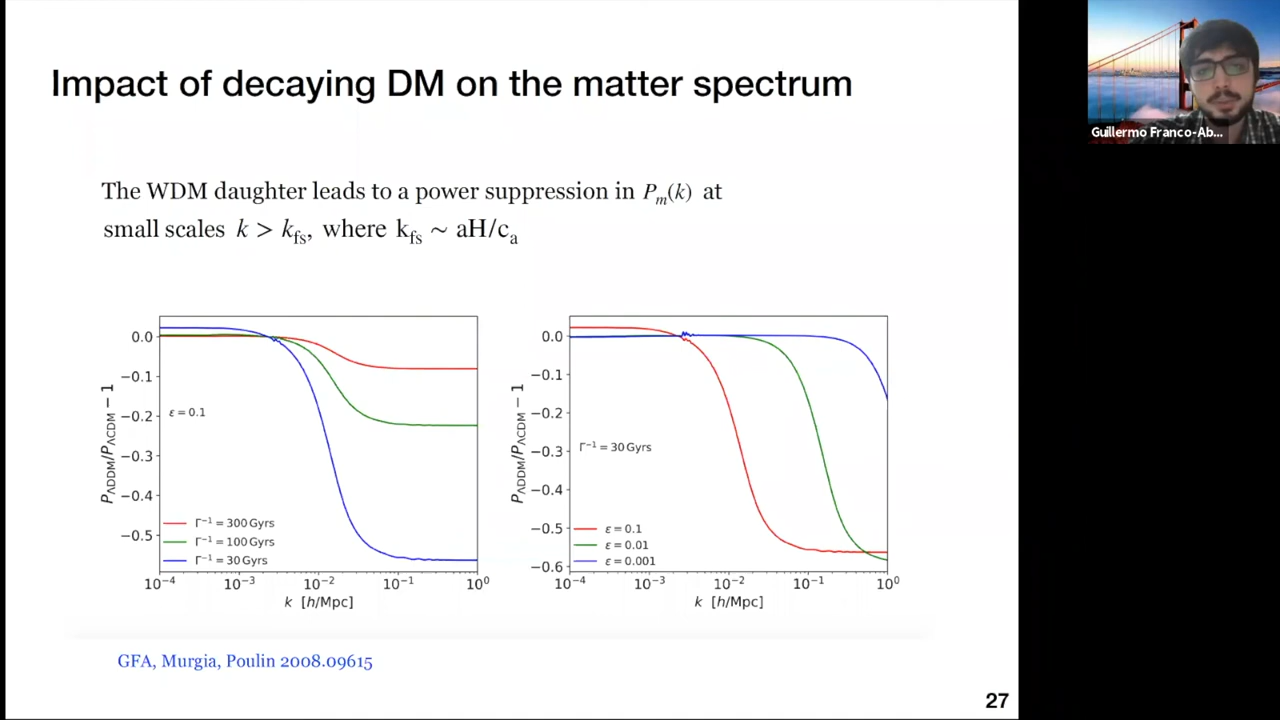 Impact of decaying DM on the matter spectrum
Guillermo Franco-Ab...
The WDM daughter leads to a power suppression in Pₘ(k) at
small scales k > k_fs, where k_fs ~ aH/c_a
0.0
−0.1
−0.2
−0.3
−0.4
−0.5
P_ΛDDM/P_ΛCDM − 1
ε = 0.1
Γ⁻¹ = 300 Gyrs
Γ⁻¹ = 100 Gyrs
Γ⁻¹ = 30 Gyrs
10⁻⁴ 10⁻³ 10⁻² 10⁻¹ 10⁰
k [h/Mpc]
0.0
−0.1
−0.2
−0.3
−0.4
−0.5
−0.6
P_ΛDDM/P_ΛCDM − 1
Γ⁻¹ = 30 Gyrs
ε = 0.1
ε = 0.01
ε = 0.001
10⁻⁴ 10⁻³ 10⁻² 10⁻¹ 10⁰
k [h/Mpc]
GFA, Murgia, Poulin 2008.09615
27